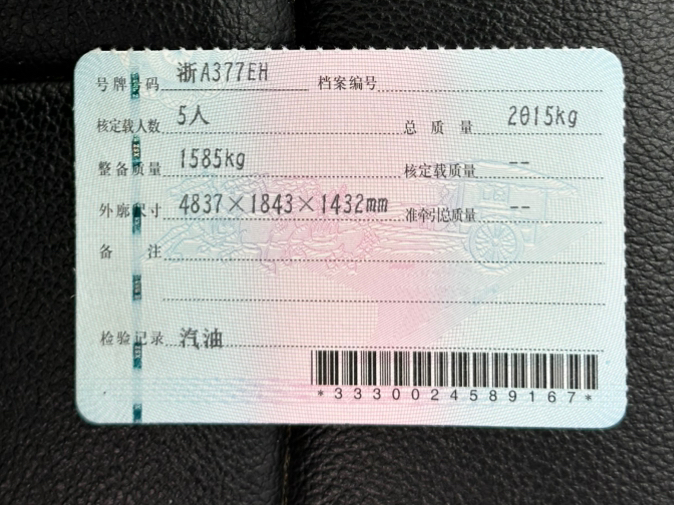 号牌号码 浙A377EH 档案编号
核定载人数 5人 总质量 2015kg
整备质量 1585kg 核定载质量 --
外廓尺寸 4837×1843×1432mm 准牵引总质量 --
备注
检验记录 汽油
*3330024589167*